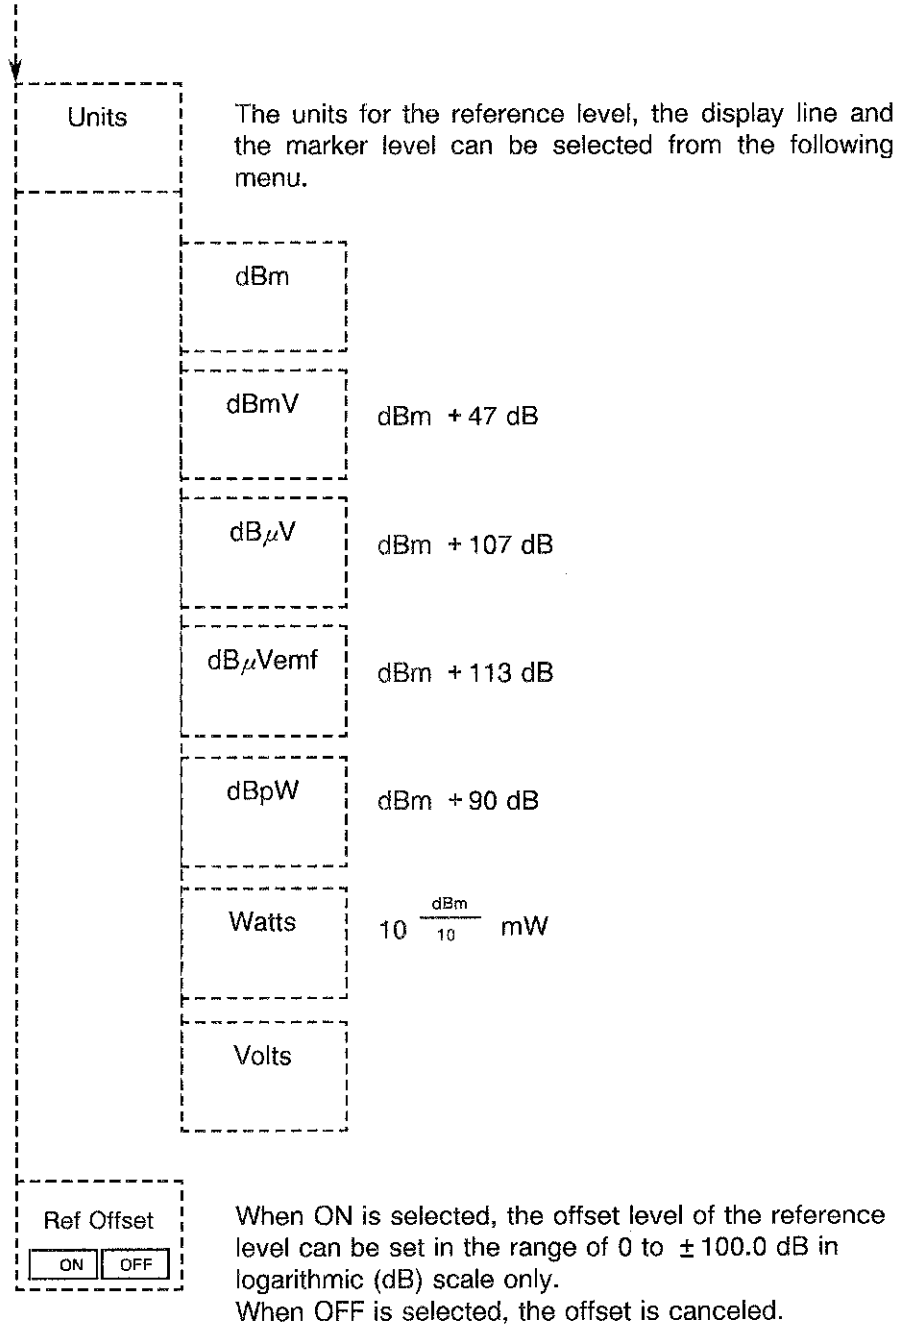 Units
The units for the reference level, the display line and
the marker level can be selected from the following
menu.
dBm
dBmV
dBm + 47 dB
dBμV
dBm + 107 dB
dBμVemf
dBm + 113 dB
dBpW
dBm + 90 dB
Watts
10 dBm/10 mW
Volts
Ref Offset
ON OFF
When ON is selected, the offset level of the reference
level can be set in the range of 0 to ± 100.0 dB in
logarithmic (dB) scale only.
When OFF is selected, the offset is canceled.